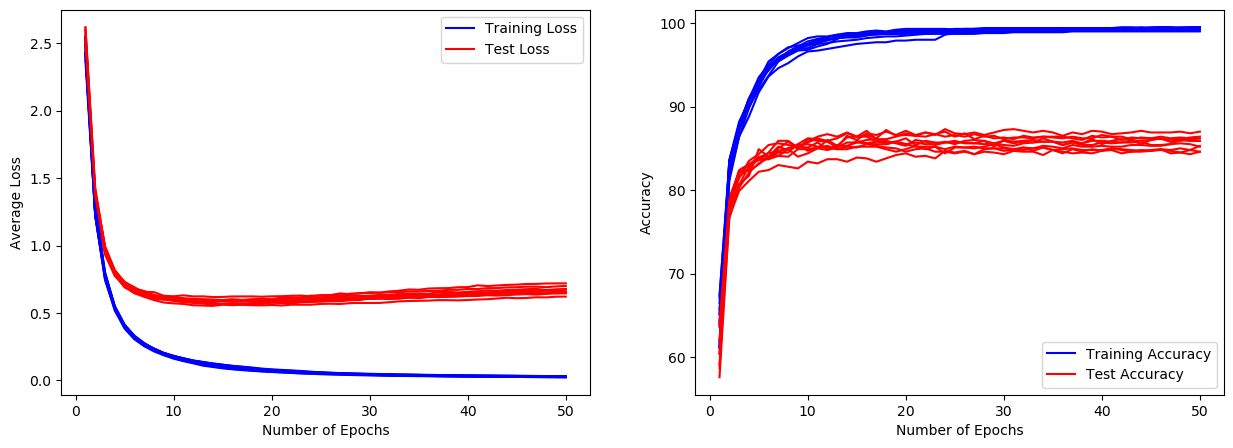 Training Loss
Test Loss
2.5
2.0
1.5
1.0
0.5
0.0
Average Loss
0 10 20 30 40 50
Number of Epochs
100
90
80
70
60
Accuracy
Training Accuracy
Test Accuracy
0 10 20 30 40 50
Number of Epochs